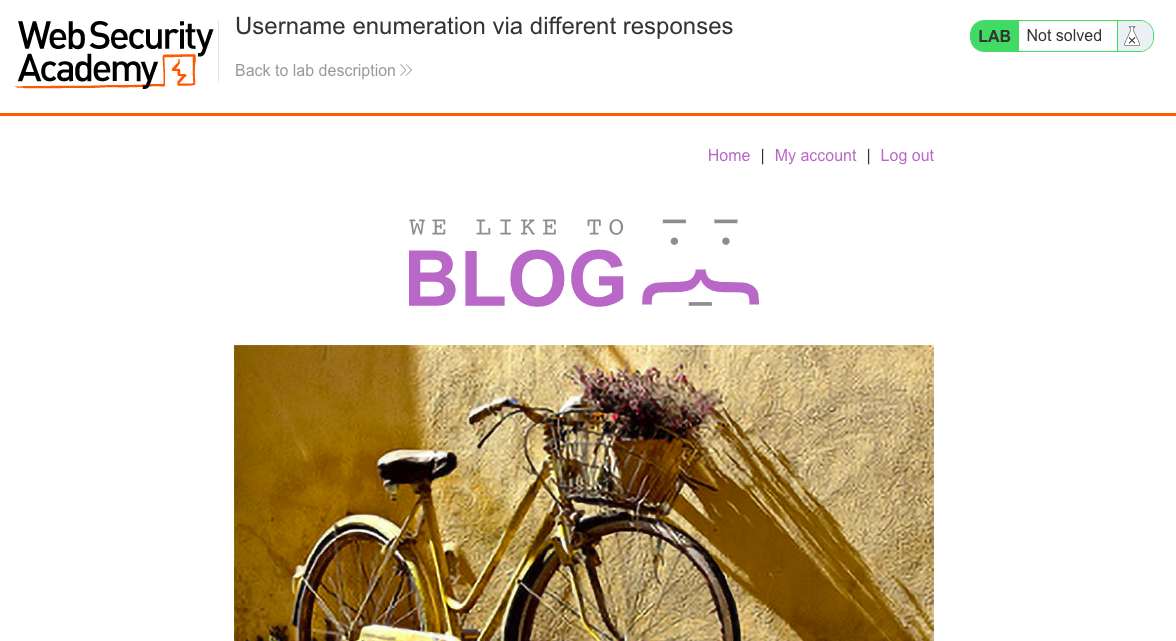 Web Security
Academy
Username enumeration via different responses
Back to lab description
LAB Not solved
Home | My account | Log out
WE LIKE TO
BLOG